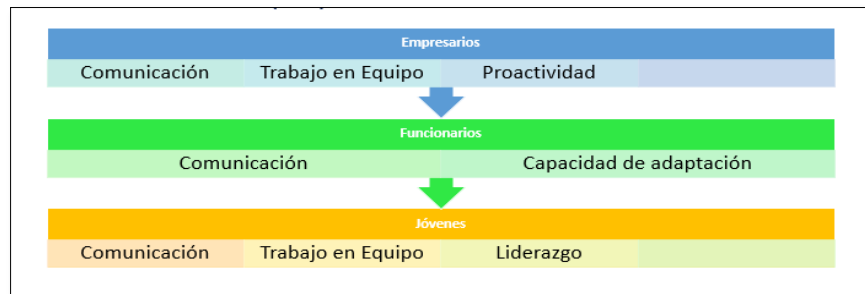 Empresarios
Comunicación Trabajo en Equipo Proactividad
Funcionarios
Comunicación Capacidad de adaptación
Jóvenes
Comunicación Trabajo en Equipo Liderazgo